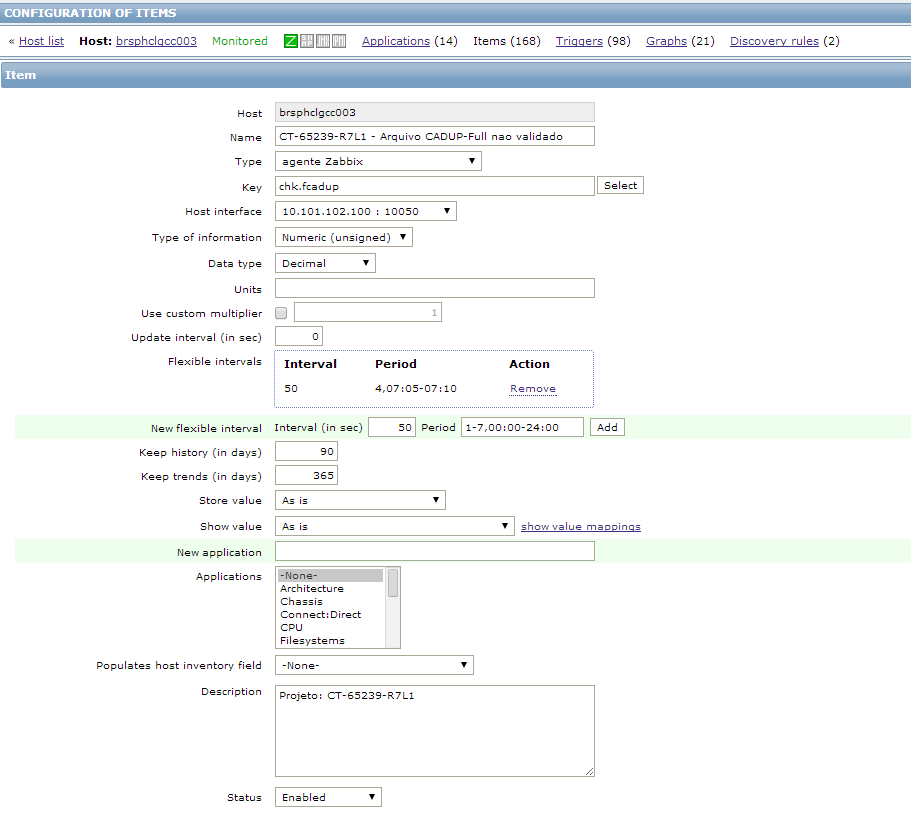 CONFIGURATION OF ITEMS
« Host list Host: brsphclgcc003 Monitored Z Applications (14) Items (168) Triggers (98) Graphs (21) Discovery rules (2)
Item
Host brsphclgcc003
Name CT-65239-R7L1 - Arquivo CADUP-Full nao validado
Type agente Zabbix
Key chk.fcadup Select
Host interface 10.101.102.100 : 10050
Type of information Numeric (unsigned)
Data type Decimal
Units
Use custom multiplier 1
Update interval (in sec) 0
Flexible intervals Interval Period Action
50 4,07:05-07:10 Remove
New flexible interval Interval (in sec) 50 Period 1-7,00:00-24:00 Add
Keep history (in days) 90
Keep trends (in days) 365
Store value As is
Show value As is show value mappings
New application
Applications -None-
Architecture
Chassis
Connect:Direct
CPU
Filesystems
Populates host inventory field -None-
Description Projeto: CT-65239-R7L1
Status Enabled